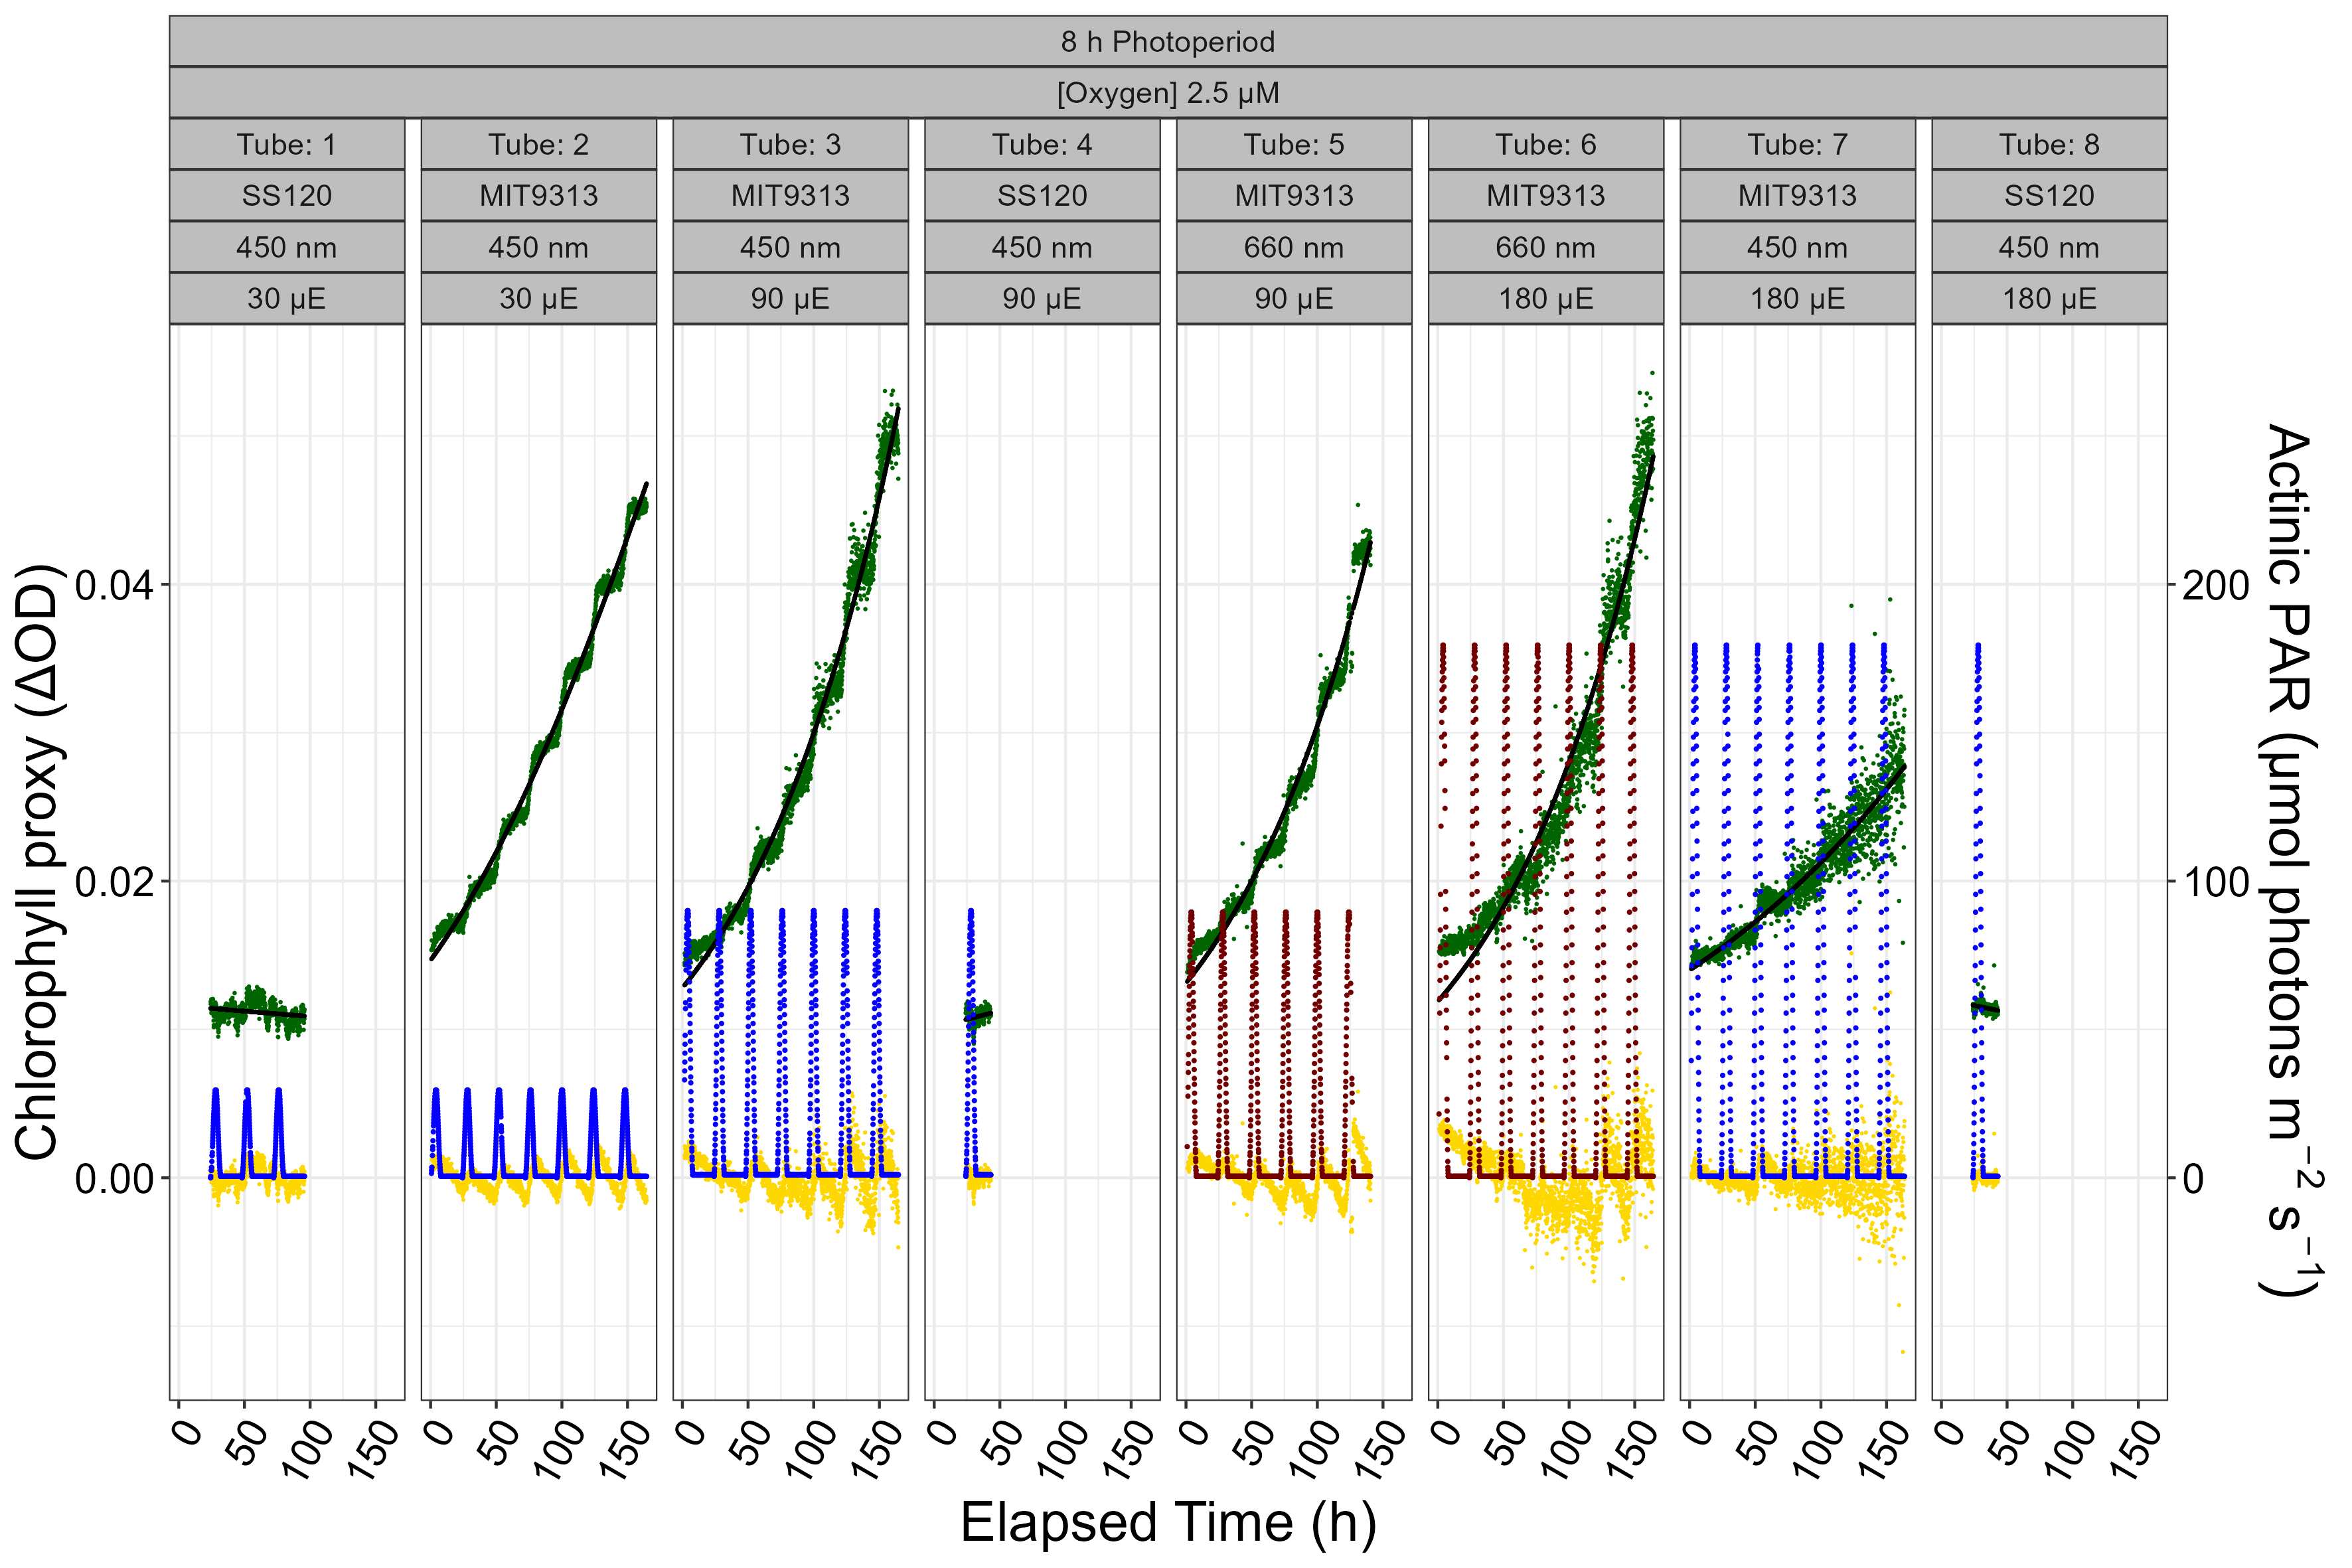 8 h Photoperiod
[Oxygen] 2.5 µM
Tube: 1 Tube: 2 Tube: 3 Tube: 4 Tube: 5 Tube: 6 Tube: 7 Tube: 8
SS120 MIT9313 MIT9313 SS120 MIT9313 MIT9313 MIT9313 SS120
450 nm 450 nm 450 nm 450 nm 660 nm 660 nm 450 nm 450 nm
30 µE 30 µE 90 µE 90 µE 90 µE 180 µE 180 µE 180 µE
Chlorophyll proxy (ΔOD)
0.04
0.02
0.00
200
100
0
Actinic PAR (µmol photons m⁻² s⁻¹)
0 50 100 150 0 50 100 150 0 50 100 150 0 50 100 150 0 50 100 150 0 50 100 150 0 50 100 150 0 50 100 150
Elapsed Time (h)